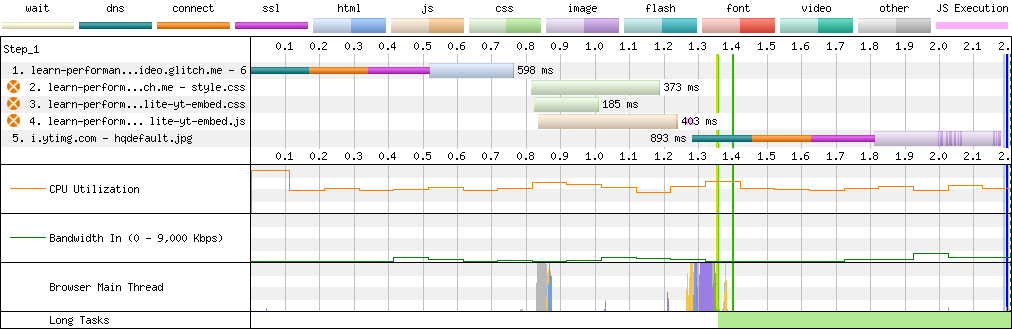 wait dns connect ssl html js css image flash font video other JS Execution
Step_1 0.1 0.2 0.3 0.4 0.5 0.6 0.7 0.8 0.9 1.0 1.1 1.2 1.3 1.4 1.5 1.6 1.7 1.8 1.9 2.0 2.1 2.
1. learn-performan...ideo.glitch.me - 6 598 ms
2. learn-perform...ch.me - style.css 373 ms
3. learn-perform... lite-yt-embed.css 185 ms
4. learn-perform... lite-yt-embed.js 403 ms
5. i.ytimg.com - hqdefault.jpg 893 ms
0.1 0.2 0.3 0.4 0.5 0.6 0.7 0.8 0.9 1.0 1.1 1.2 1.3 1.4 1.5 1.6 1.7 1.8 1.9 2.0 2.1 2.
CPU Utilization
Bandwidth In (0 - 9,000 Kbps)
Browser Main Thread
Long Tasks